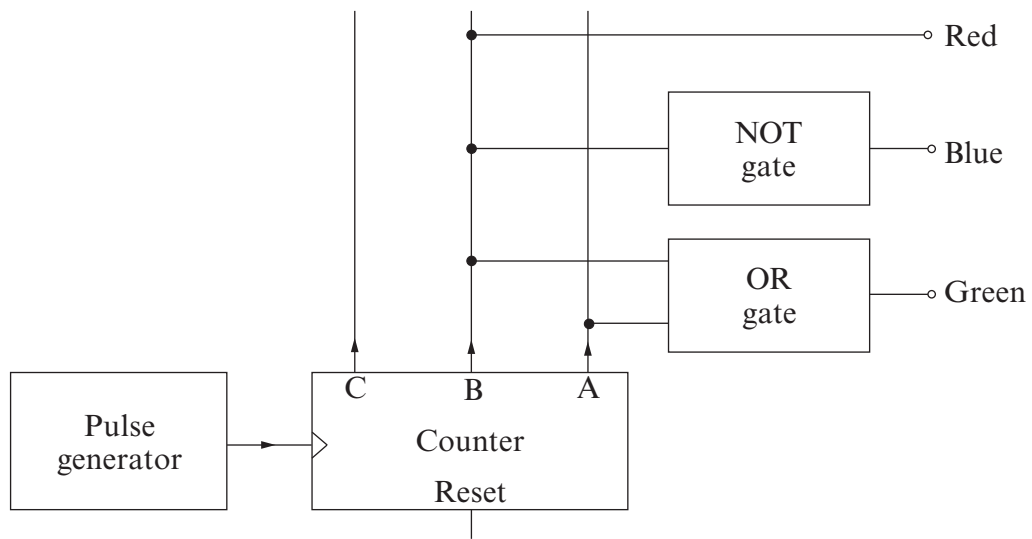 Red
NOT
gate
Blue
OR
gate
Green
C
B
A
Pulse
generator
Counter
Reset